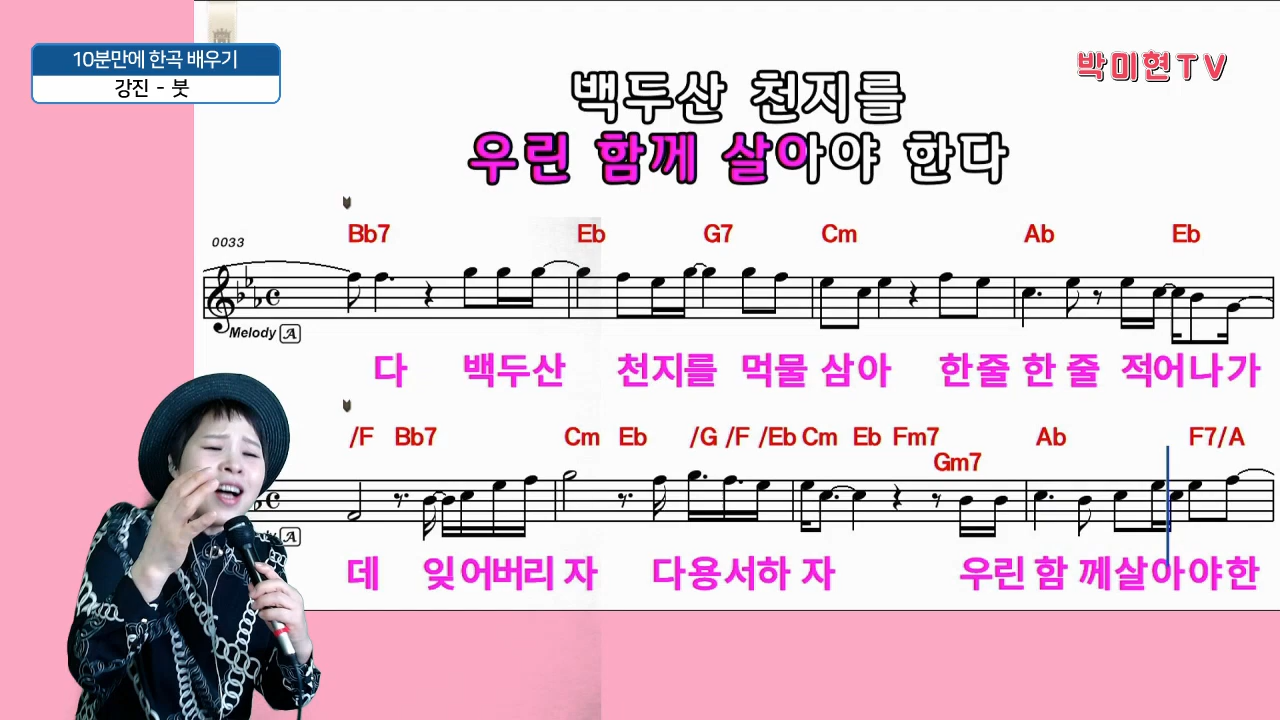 10분만에 한곡 배우기
강진 - 붓
박미현TV
백두산 천지를
우린 함께 살아야 한다
0033
Bb7 Eb G7 Cm Ab Eb
Melody A
다 백두산 천지를 먹물 삼아 한줄 한 줄 적어나가
/F Bb7 Cm Eb /G /F /Eb Cm Eb Fm7 Ab F7/A
Gm7
A
데 잊어버리 자 다용서하 자 우린 함 께살아야한